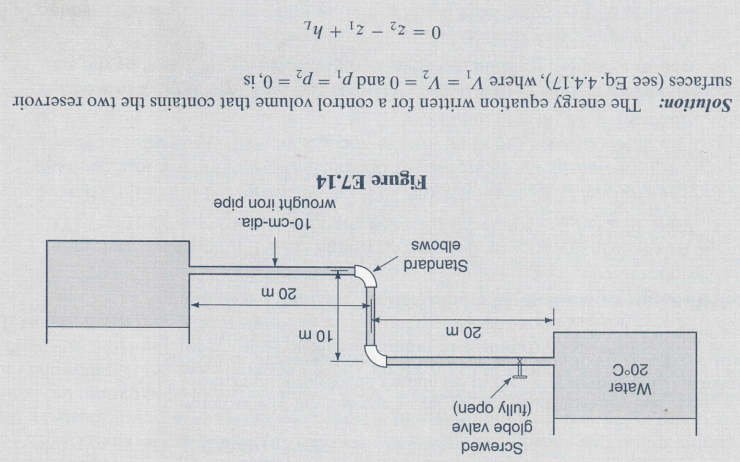 Screwed
globe valve
(fully open)
Water
20°C
20 m
10 m
20 m
Standard
elbows
10-cm-dia.
wrought iron pipe
Figure E7.14
Solution: The energy equation written for a control volume that contains the two reservoir
surfaces (see Eq. 4.4.17), where V₁ = V₂ = 0 and p₁ = p₂ = 0, is
0 = z₂ − z₁ + h_L